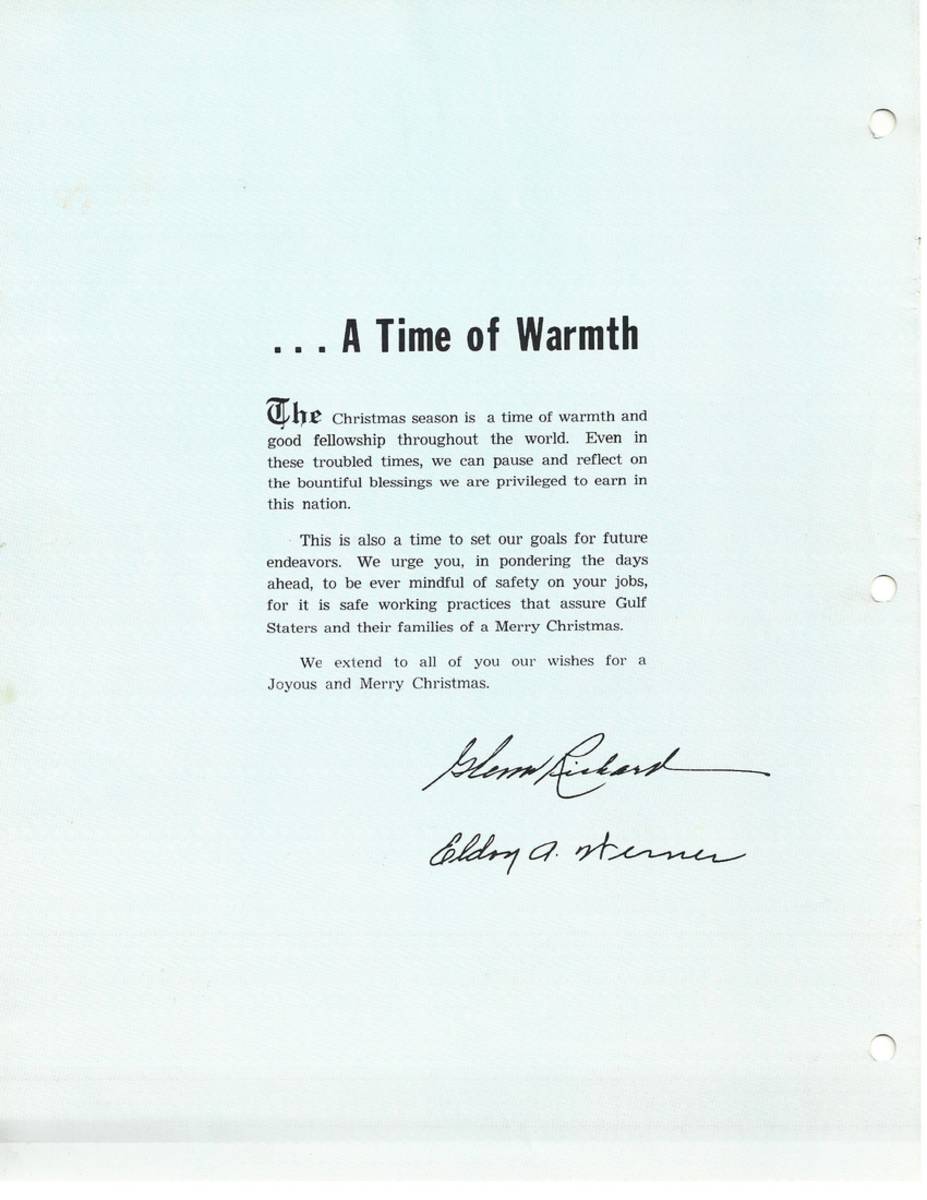 . . . A Time of Warmth
The Christmas season is a time of warmth and
good fellowship throughout the world. Even in
these troubled times, we can pause and reflect on
the bountiful blessings we are privileged to earn in
this nation.
This is also a time to set our goals for future
endeavors. We urge you, in pondering the days
ahead, to be ever mindful of safety on your jobs,
for it is safe working practices that assure Gulf
Staters and their families of a Merry Christmas.
We extend to all of you our wishes for a
Joyous and Merry Christmas.
Glenn Richard
Eldon A. Werner